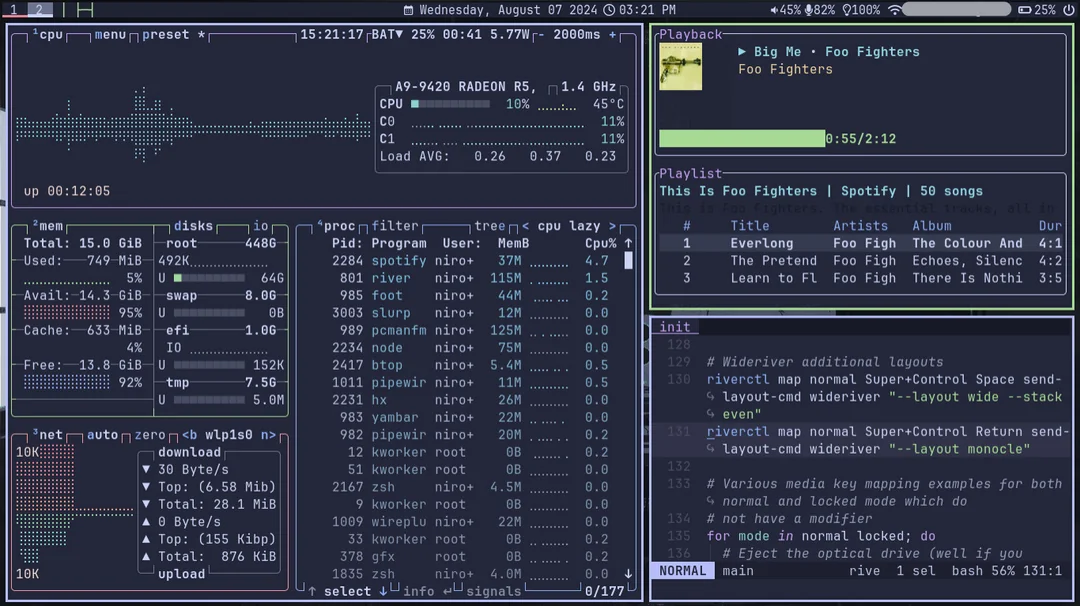 1 2
Wednesday, August 07 2024 03:21 PM
45% 82% 100% 25%
¹cpu menu preset * 15:21:17 BAT▼ 25% 00:41 5.77W - 2000ms +
A9-9420 RADEON R5, 1.4 GHz
CPU 10% 45°C
C0 11%
C1 11%
Load AVG: 0.26 0.37 0.23
up 00:12:05
²mem disks io
Total: 15.0 GiB
Used: 749 MiB
5%
Avail: 14.3 GiB
95%
Cache: 633 MiB
4%
Free: 13.8 GiB
92%
root 448G
492K
U 64G
swap 8.0G
U 0B
efi 1.0G
IO
U 152K
tmp 7.5G
U 5.0M
³net auto zero <b wlp1s0 n>
10K
download
▼ 30 Byte/s
▼ Top: (6.58 Mib)
▼ Total: 28.1 MiB
▲ 0 Byte/s
▲ Top: (155 Kibp)
▲ Total: 876 KiB
upload
10K
⁴proc filter tree < cpu lazy >
Pid: Program User: MemB Cpu% ↑
2284 spotify niro+ 37M 4.7
801 river niro+ 115M 1.5
985 foot niro+ 44M 0.2
3003 slurp niro+ 12M 0.0
989 pcmanfm niro+ 125M 0.2
2234 node niro+ 75M 0.0
2417 btop niro+ 5.4M 0.5
1011 pipewir niro+ 11M 0.5
2231 hx niro+ 26M 0.0
983 yambar niro+ 22M 0.0
982 pipewir niro+ 20M 0.2
12 kworker root 0B 0.2
51 kworker root 0B 0.0
2167 zsh niro+ 4.5M 0.0
9 kworker root 0B 0.0
1009 wireplu niro+ 22M 0.0
33 kworker root 0B 0.2
378 gfx root 0B 0.2
1835 zsh niro+ 4.0M 0.0 ↓
↑ select ↓ info ↵ signals 0/177
Playback
▶ Big Me • Foo Fighters
Foo Fighters
0:55/2:12
Playlist
This Is Foo Fighters | Spotify | 50 songs
This is Foo Fighters. The essential tracks, all in
# Title Artists Album Dur
1 Everlong Foo Figh The Colour And 4:1
2 The Pretend Foo Figh Echoes, Silenc 4:2
3 Learn to Fl Foo Figh There Is Nothi 3:5
init
128
129 # Wideriver additional layouts
130 riverctl map normal Super+Control Space send-
↪ layout-cmd wideriver "--layout wide --stack
↪ even"
131 riverctl map normal Super+Control Return send-
↪ layout-cmd wideriver "--layout monocle"
132
133 # Various media key mapping examples for both
↪ normal and locked mode which do
134 # not have a modifier
135 for mode in normal locked; do
136 # Eject the optical drive (well if you
NORMAL main rive 1 sel bash 56% 131:1